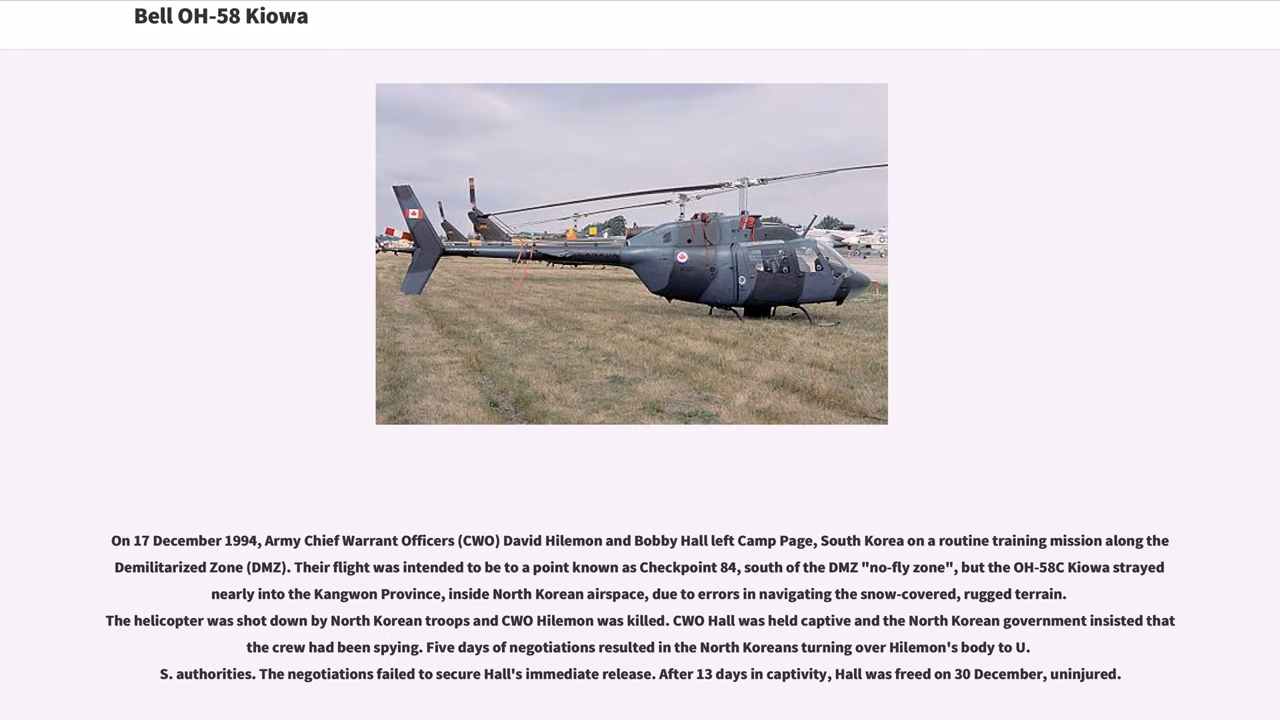 Bell OH-58 Kiowa
On 17 December 1994, Army Chief Warrant Officers (CWO) David Hilemon and Bobby Hall left Camp Page, South Korea on a routine training mission along the
Demilitarized Zone (DMZ). Their flight was intended to be to a point known as Checkpoint 84, south of the DMZ "no-fly zone", but the OH-58C Kiowa strayed
nearly into the Kangwon Province, inside North Korean airspace, due to errors in navigating the snow-covered, rugged terrain.
The helicopter was shot down by North Korean troops and CWO Hilemon was killed. CWO Hall was held captive and the North Korean government insisted that
the crew had been spying. Five days of negotiations resulted in the North Koreans turning over Hilemon's body to U.
S. authorities. The negotiations failed to secure Hall's immediate release. After 13 days in captivity, Hall was freed on 30 December, uninjured.